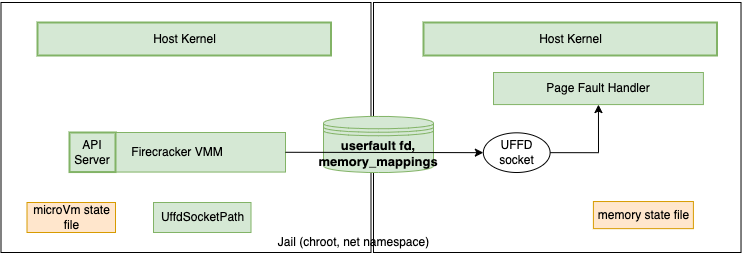 Host Kernel
Host Kernel
Page Fault Handler
API
Server
Firecracker VMM
userfault fd,
memory_mappings
UFFD
socket
microVm state
file
UffdSocketPath
memory state file
Jail (chroot, net namespace)